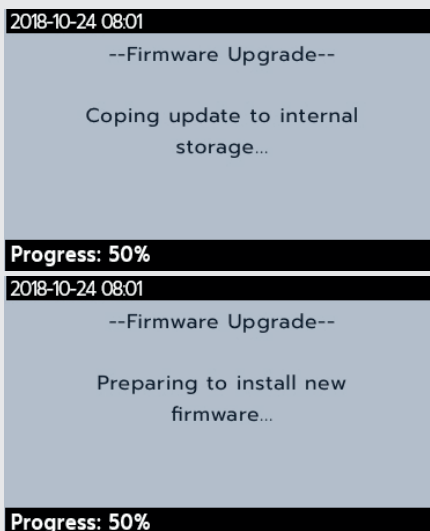 2018-10-24 08:01
--Firmware Upgrade--
Coping update to internal
storage...
Progress: 50%
2018-10-24 08:01
--Firmware Upgrade--
Preparing to install new
firmware...
Progress: 50%